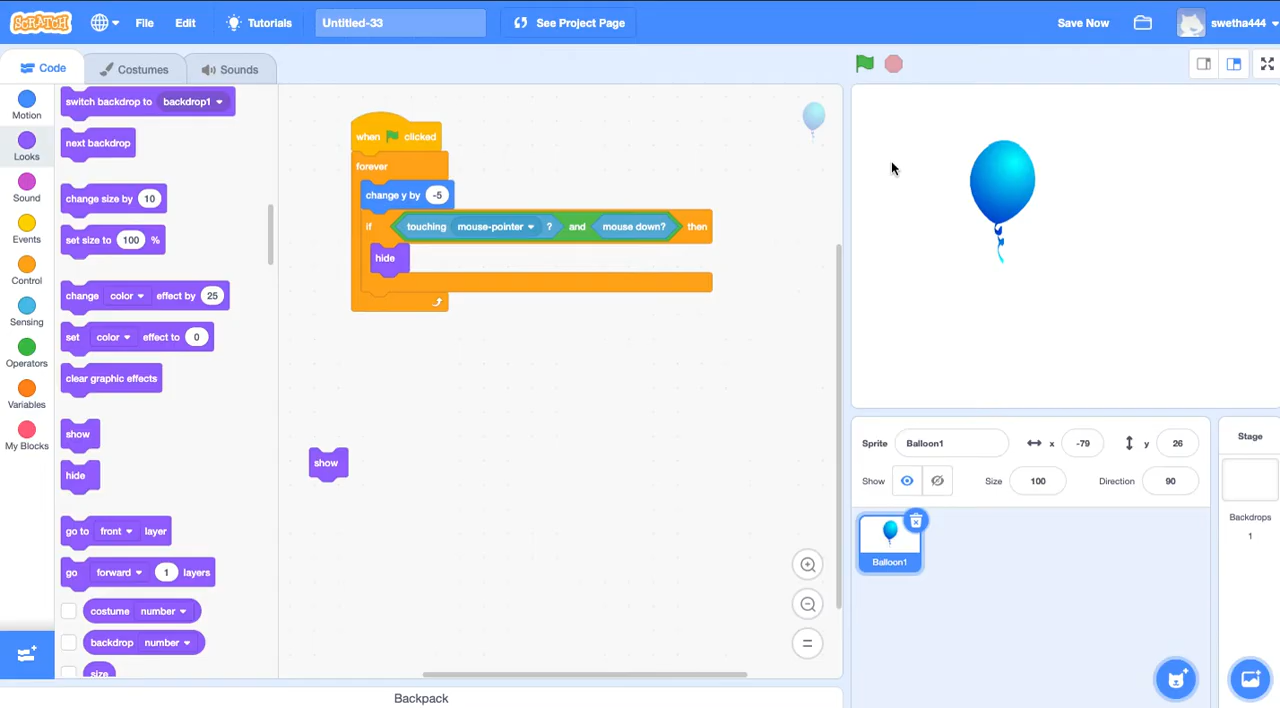 SCRATCH File Edit Tutorials Untitled-33 See Project Page Save Now swetha444
Code Costumes Sounds
Motion
Looks
Sound
Events
Control
Sensing
Operators
Variables
My Blocks
switch backdrop to backdrop1
next backdrop
change size by 10
set size to 100 %
change color effect by 25
set color effect to 0
clear graphic effects
show
hide
go to front layer
go forward 1 layers
costume number
backdrop number
size
when clicked
forever
change y by -5
if touching mouse-pointer ? and mouse down? then
hide
show
Sprite Balloon1 x -79 y 26
Show Size 100 Direction 90
Balloon1
Stage
Backdrops
1
Backpack